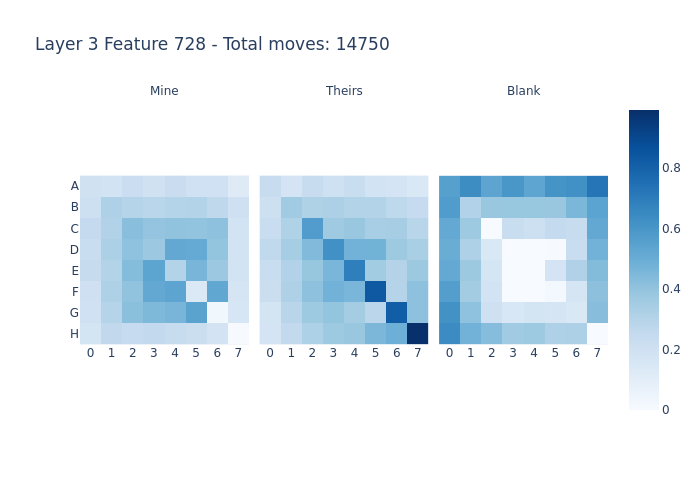 Layer 3 Feature 728 - Total moves: 14750
Mine Theirs Blank
A
B
C
D
E
F
G
H
0 1 2 3 4 5 6 7 0 1 2 3 4 5 6 7 0 1 2 3 4 5 6 7
0.8
0.6
0.4
0.2
0